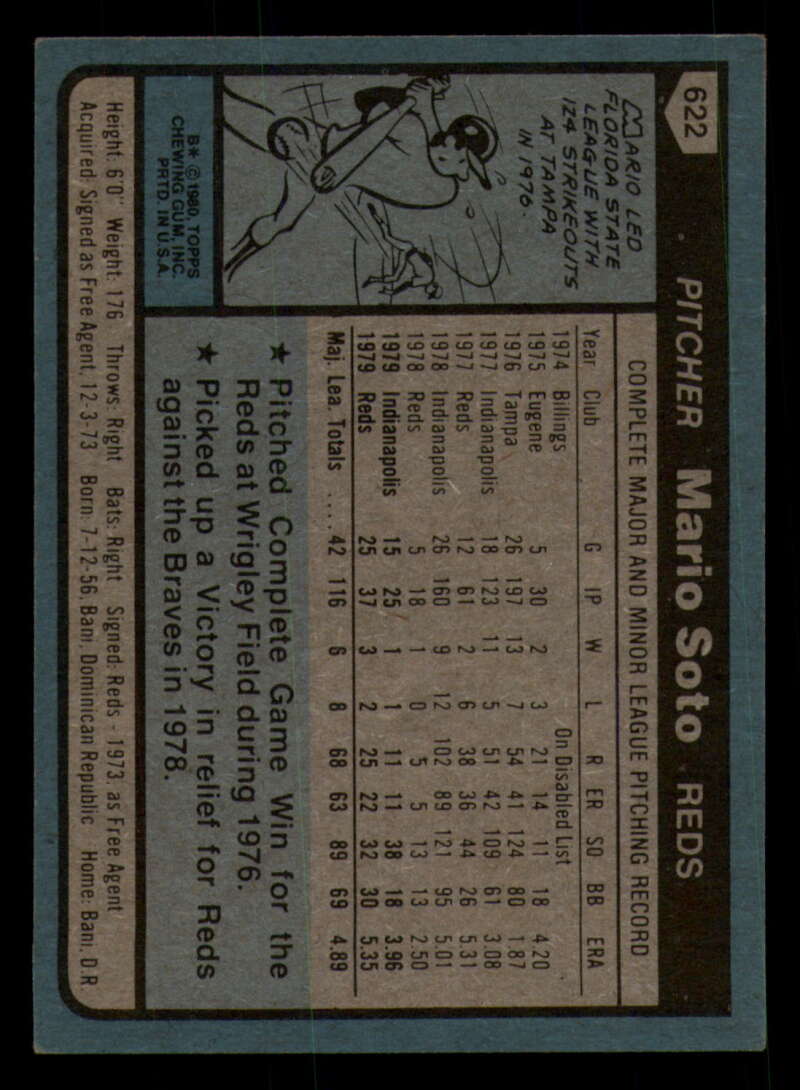 622
PITCHER Mario Soto · REDS
MARIO LED
FLORIDA STATE
LEAGUE WITH
124 STRIKEOUTS
AT TAMPA
IN 1976.
B* © 1980, TOPPS
CHEWING GUM, INC.
PRTD. IN U.S.A.
COMPLETE MAJOR AND MINOR LEAGUE PITCHING RECORD
Year Club G IP W L R ER SO BB ERA
1974 Billings On Disabled List
1975 Eugene 5 30 2 3 21 14 11 18 4.20
1976 Tampa 26 197 13 7 54 41 124 80 1.87
1977 Indianapolis 18 123 11 5 51 42 109 61 3.08
1977 Reds 12 61 2 6 38 36 44 26 5.31
1978 Indianapolis 26 160 9 12 102 89 121 95 5.01
1978 Reds 5 18 1 0 5 5 13 13 2.50
1979 Indianapolis 15 25 1 1 11 11 38 18 3.96
1979 Reds 25 37 3 2 25 22 32 30 5.35
Maj. Lea. Totals .... 42 116 6 8 68 63 89 69 4.89
★ Pitched Complete Game Win for the
Reds at Wrigley Field during 1976.
★ Picked up a Victory in relief for Reds
against the Braves in 1978.
Height: 6'0" Weight: 176 Throws: Right Bats: Right Signed: Reds - 1973, as Free Agent
Acquired: Signed as Free Agent, 12-3-73 Born: 7-12-56, Bani, Dominican Republic Home: Bani, D.R.